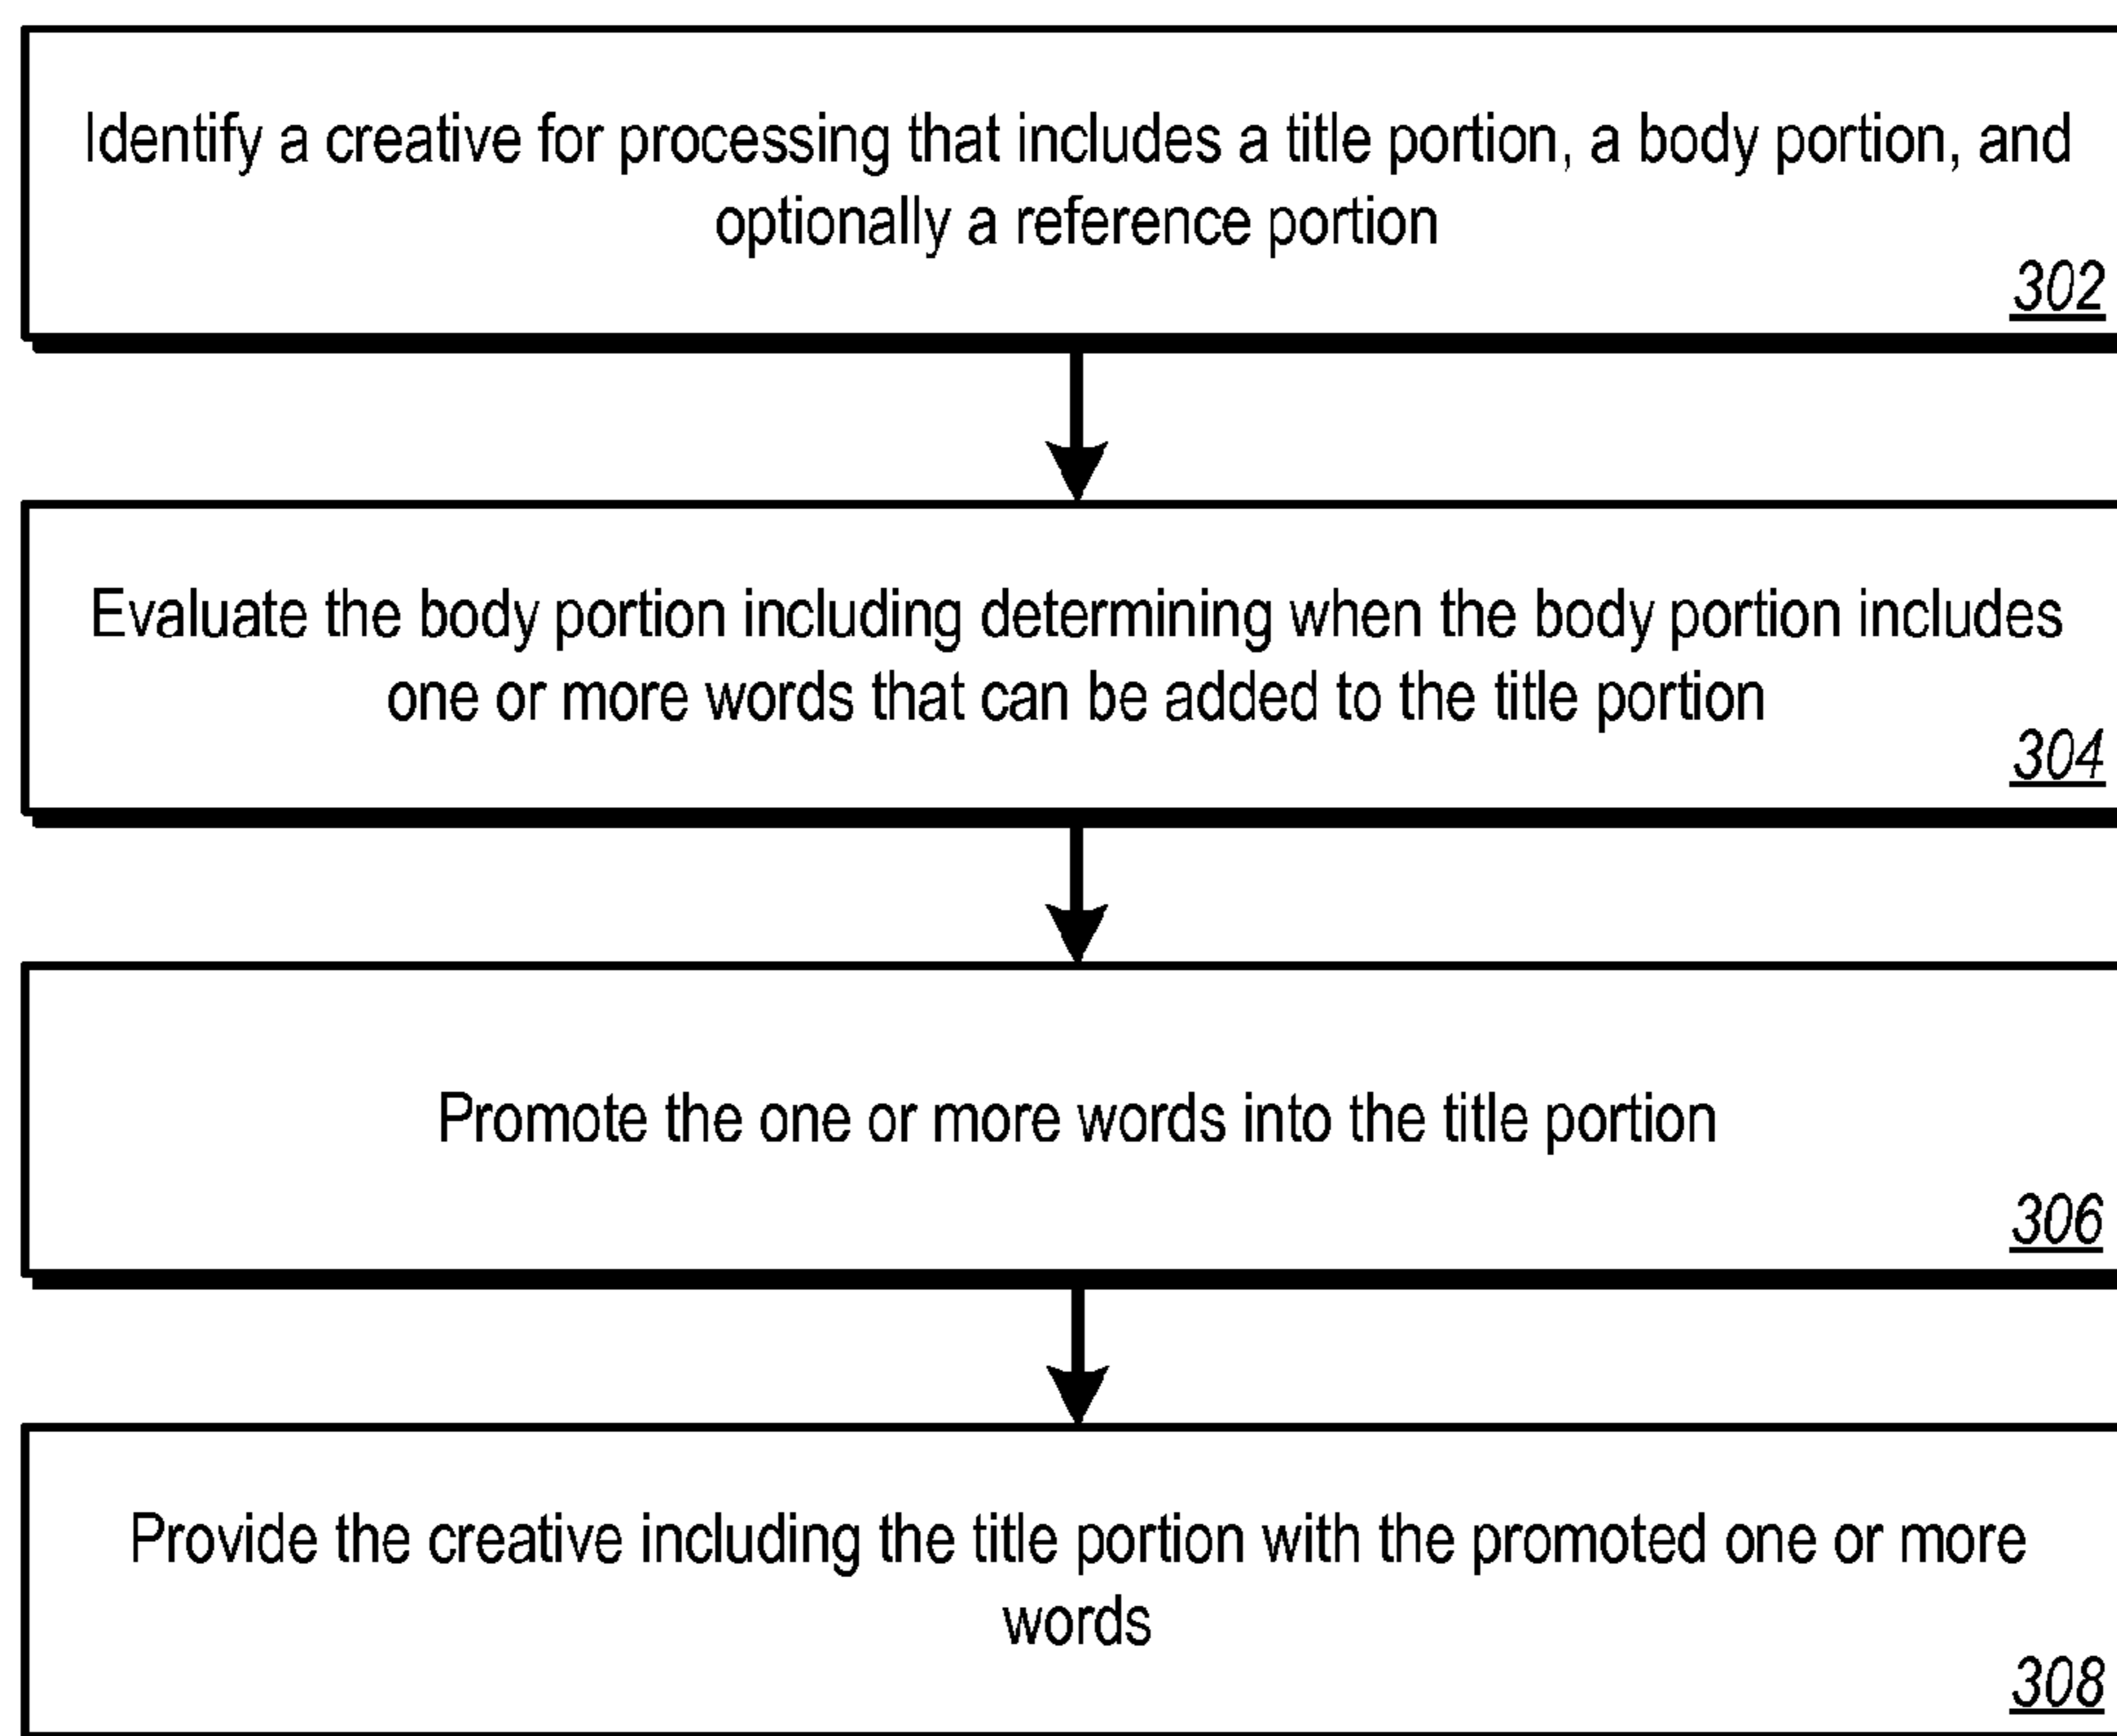 Identify a creative for processing that includes a title portion, a body portion, and
optionally a reference portion
302
Evaluate the body portion including determining when the body portion includes
one or more words that can be added to the title portion
304
Promote the one or more words into the title portion
306
Provide the creative including the title portion with the promoted one or more
words
308